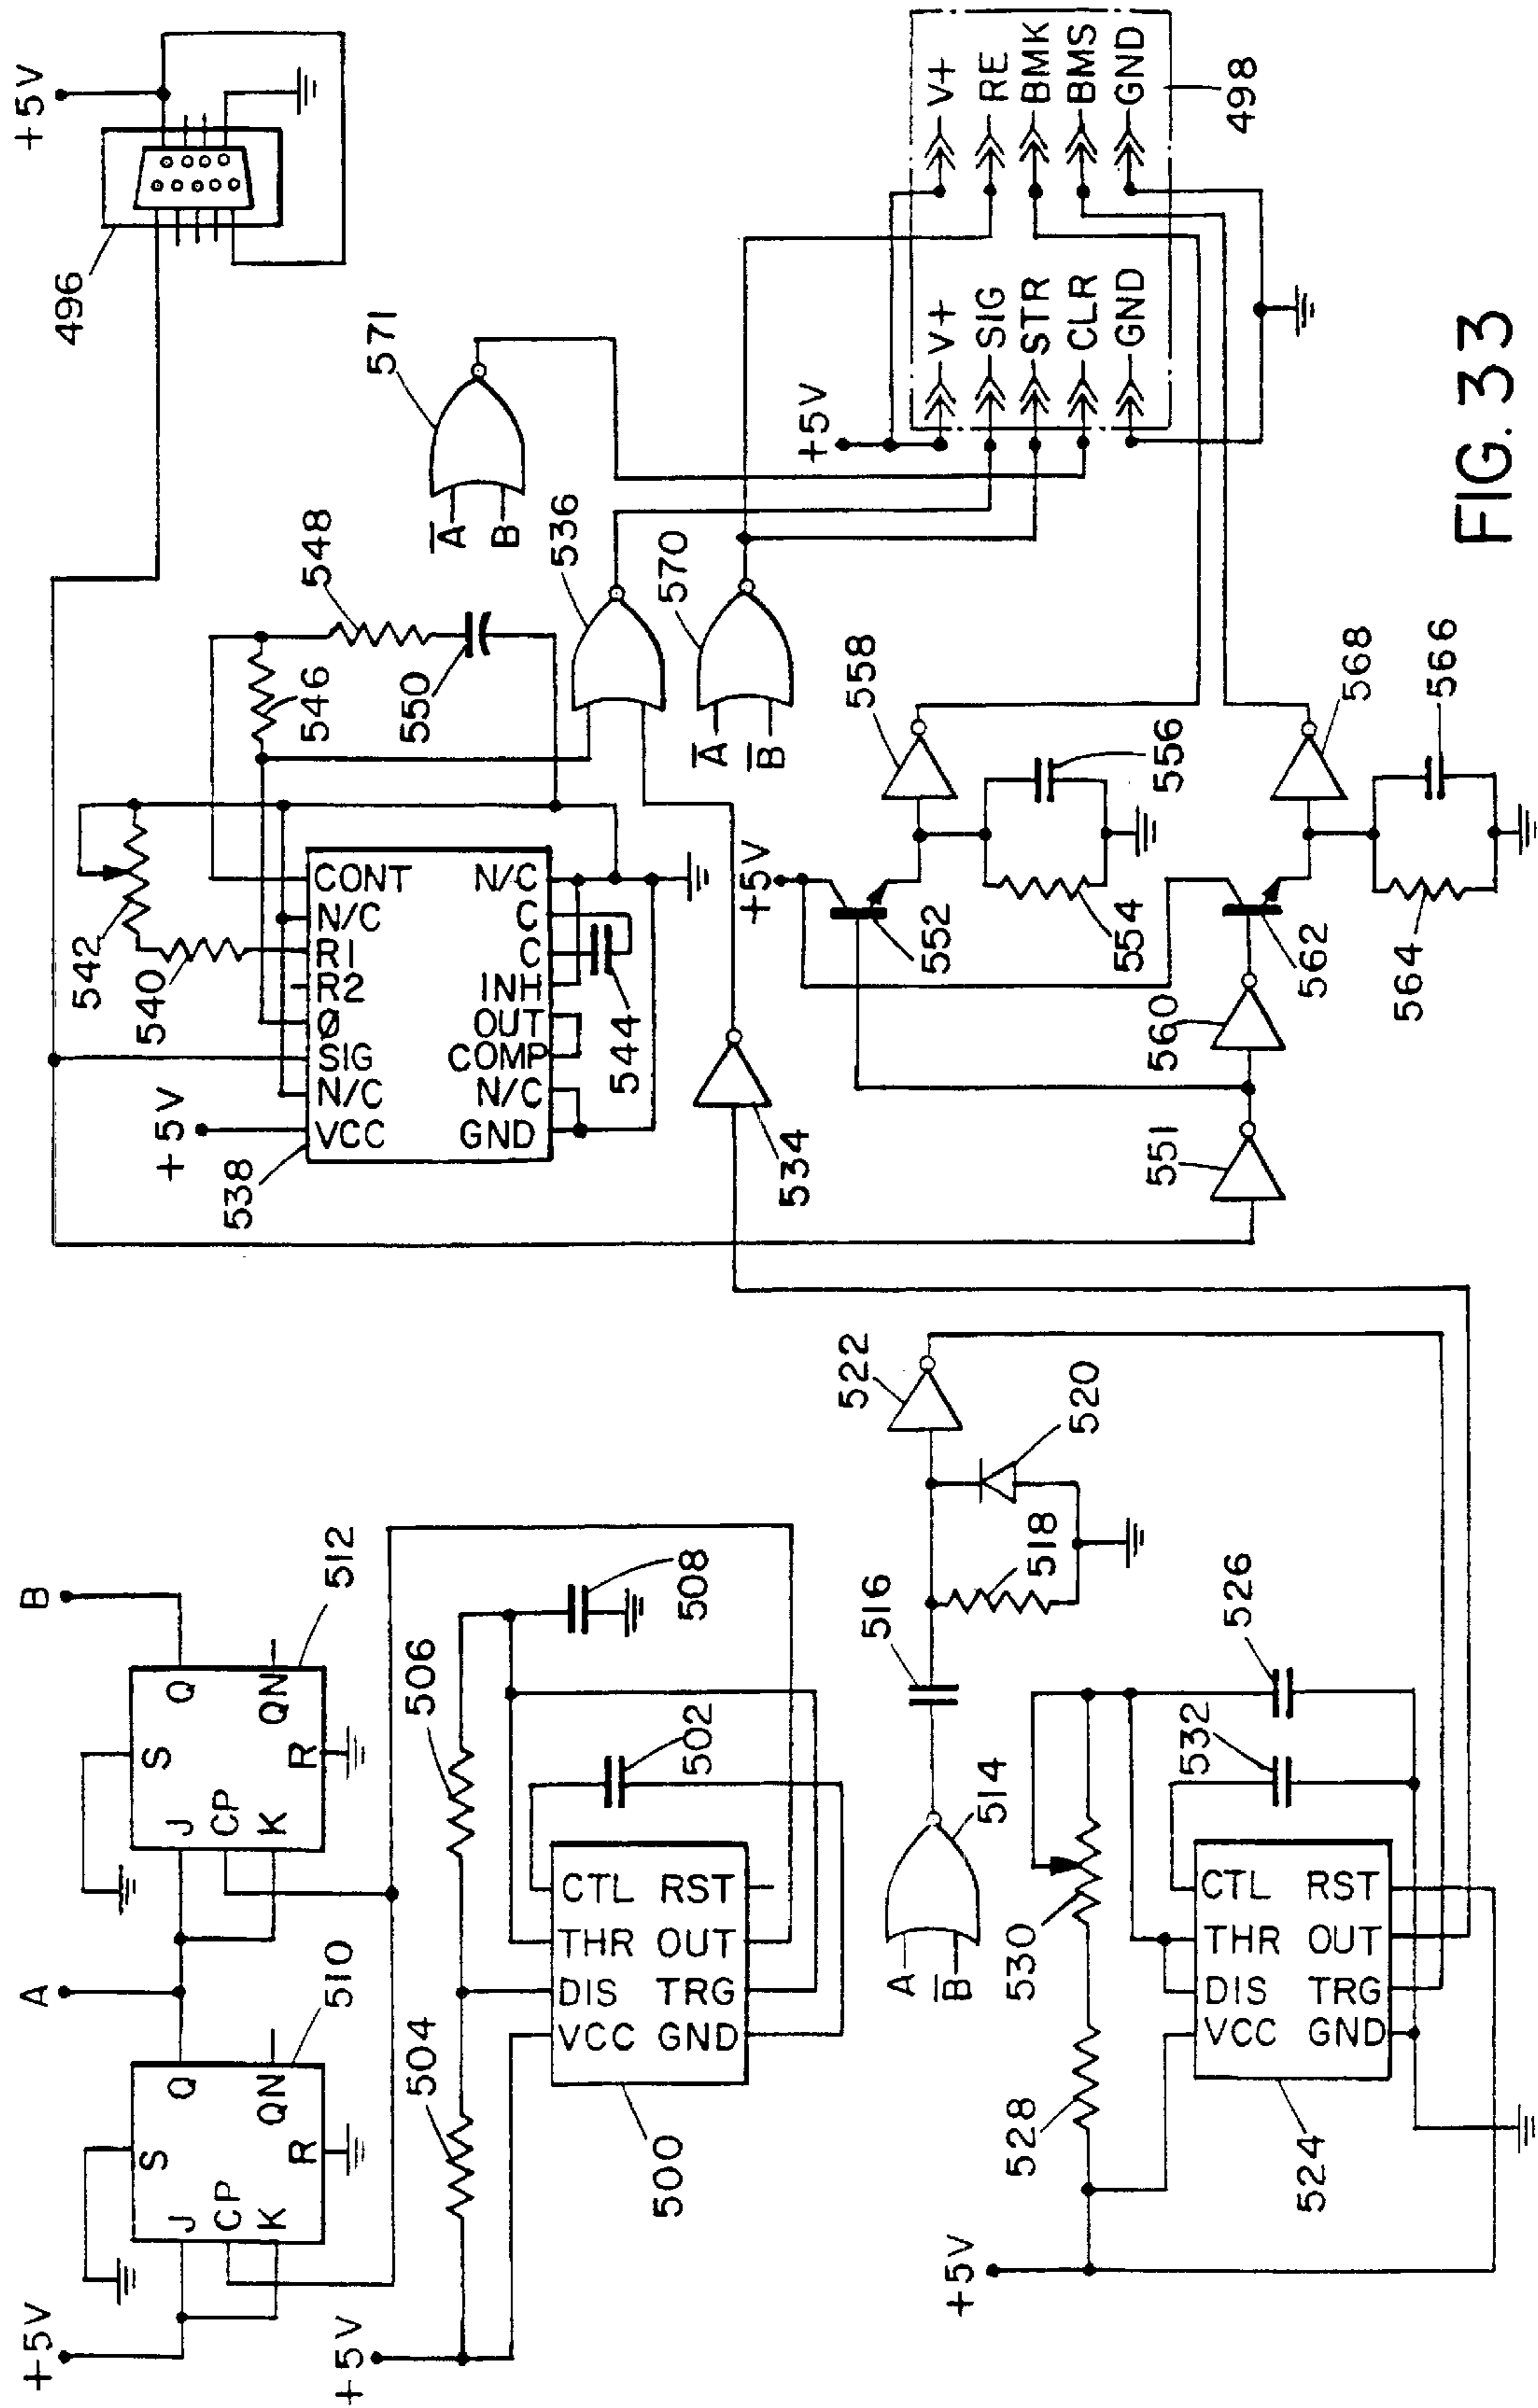 +5V
S
J
Q
CP
K
QN
R
510
A
S
J
Q
CP
K
QN
R
512
B
+5V
504
506
508
502
CTL RST
THR OUT
DIS TRG
VCC GND
500
A
B
514
516
518
520
522
+5V
528
530
532
526
CTL RST
THR OUT
DIS TRG
VCC GND
524
+5V
496
+5V
538
CONT N/C
N/C C
R1 C
R2 INH
Ø OUT
SIG COMP
N/C N/C
VCC GND
540
542
544
546
548
550
534
536
A
B
570
A
B
571
+5V
551
552
554
556
558
560
562
564
566
568
+5V
V+ V+
SIG RE
STR BMK
CLR BMS
GND GND
498
FIG. 33